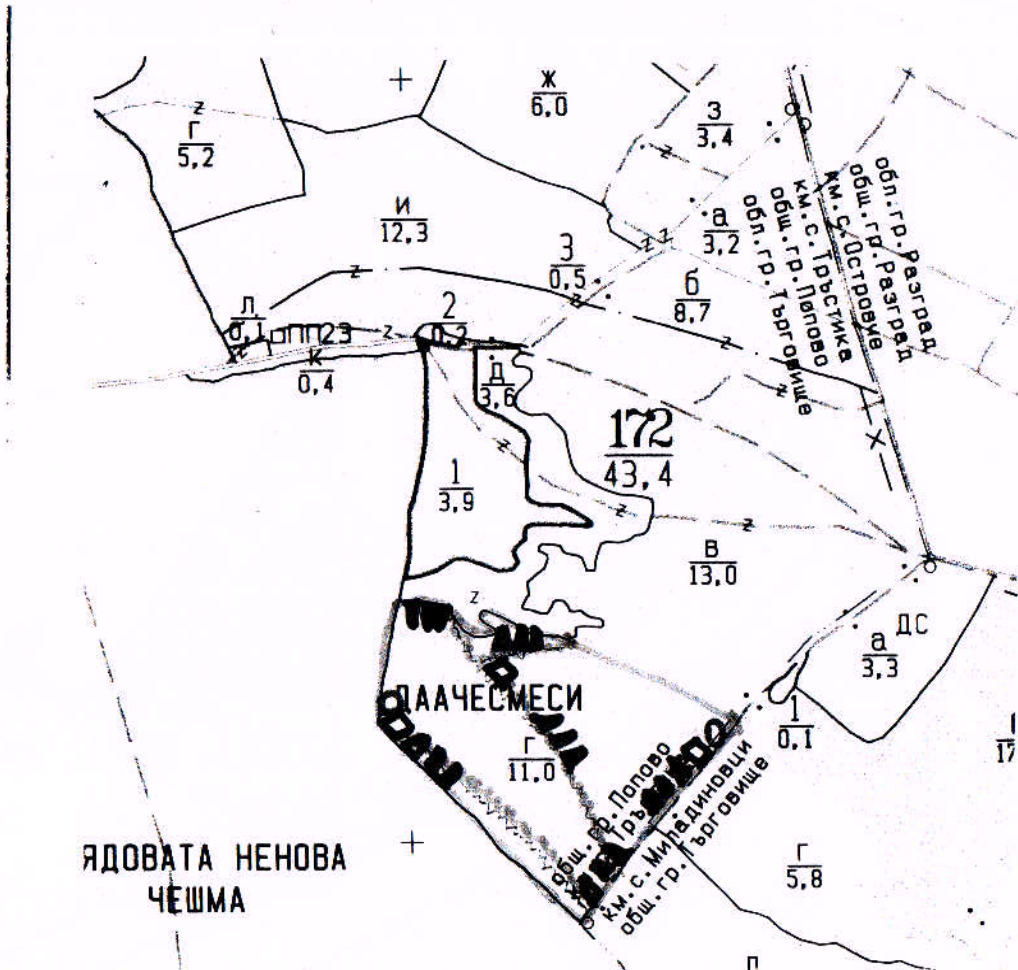 Ж
6,0
З
3,4
Г
5,2
И
12,3
а
3,2
3
0,5
б
8,7
обл.гр.Разград
общ.гр.Разград
км.с.Островче
км.с.Тръстика
общ.гр.Попово
обл.гр.Търговище
Л
0,1
ПП23
2
0,2
К
0,4
Д
3,6
172
43,4
1
3,9
В
13,0
ДС
а
3,3
1
0,1
ДААЧЕСМЕСИ
Г
11,0
17
общ.гр.Попово
км.с.Миладиновци
общ.гр.Търговище
Г
5,8
ЯДОВАТА НЕНОВА
ЧЕШМА